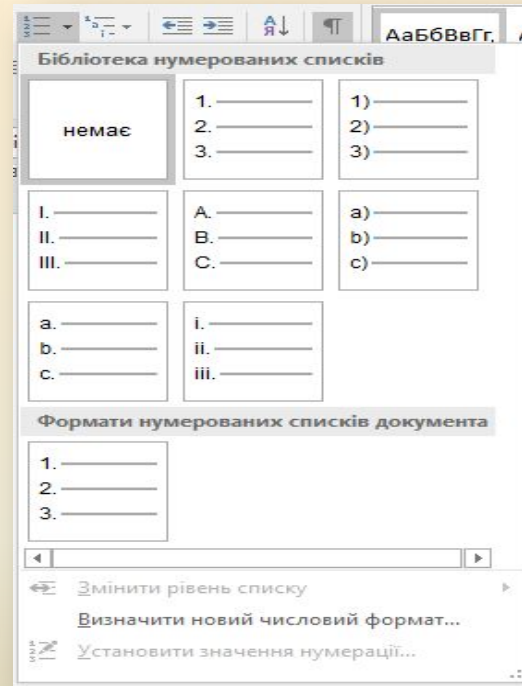 АаБбВвГг,
Бібліотека нумерованих списків
немає
1.
2.
3.
1)
2)
3)
I.
II.
III.
A.
B.
C.
a)
b)
c)
a.
b.
c.
i.
ii.
iii.
Формати нумерованих списків документа
1.
2.
3.
Змінити рівень списку
Визначити новий числовий формат...
Установити значення нумерації...